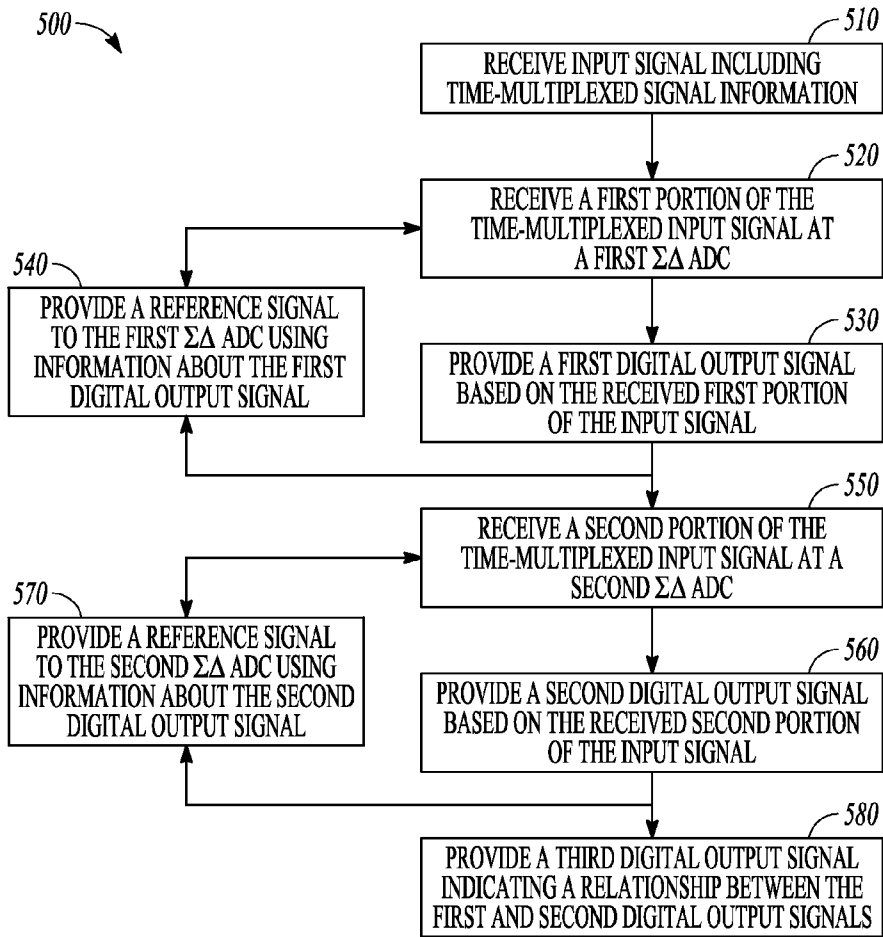 500
510
RECEIVE INPUT SIGNAL INCLUDING
TIME-MULTIPLEXED SIGNAL INFORMATION
520
RECEIVE A FIRST PORTION OF THE
TIME-MULTIPLEXED INPUT SIGNAL AT
A FIRST ΣΔ ADC
540
PROVIDE A REFERENCE SIGNAL
TO THE FIRST ΣΔ ADC USING
INFORMATION ABOUT THE FIRST
DIGITAL OUTPUT SIGNAL
530
PROVIDE A FIRST DIGITAL OUTPUT SIGNAL
BASED ON THE RECEIVED FIRST PORTION
OF THE INPUT SIGNAL
550
RECEIVE A SECOND PORTION OF THE
TIME-MULTIPLEXED INPUT SIGNAL AT A
SECOND ΣΔ ADC
570
PROVIDE A REFERENCE SIGNAL
TO THE SECOND ΣΔ ADC USING
INFORMATION ABOUT THE SECOND
DIGITAL OUTPUT SIGNAL
560
PROVIDE A SECOND DIGITAL OUTPUT SIGNAL
BASED ON THE RECEIVED SECOND PORTION
OF THE INPUT SIGNAL
580
PROVIDE A THIRD DIGITAL OUTPUT SIGNAL
INDICATING A RELATIONSHIP BETWEEN THE
FIRST AND SECOND DIGITAL OUTPUT SIGNALS